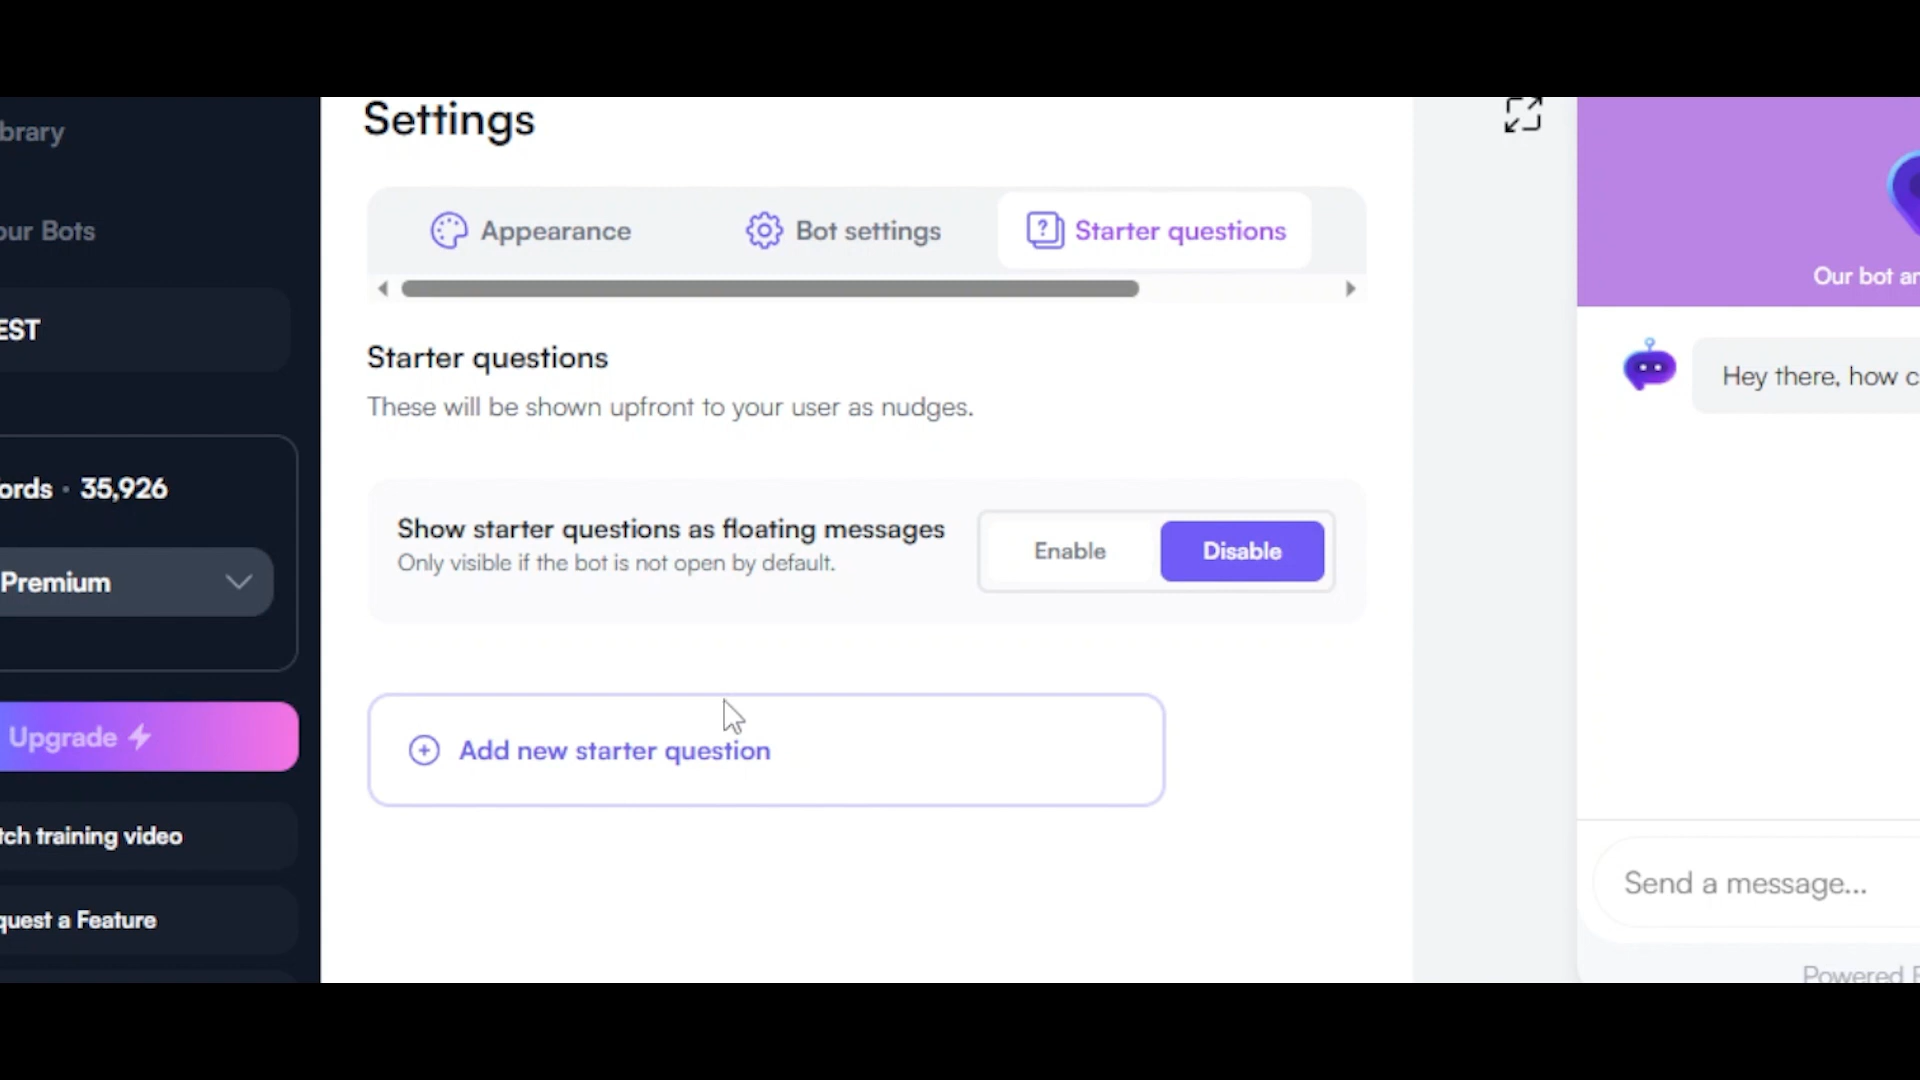 brary
our Bots
EST
ords · 35,926
Premium
Upgrade
tch training video
quest a Feature
Settings
Appearance
Bot settings
Starter questions
Starter questions
These will be shown upfront to your user as nudges.
Show starter questions as floating messages
Only visible if the bot is not open by default.
Enable
Disable
Add new starter question
Our bot an
Hey there, how c
Send a message...
Powered